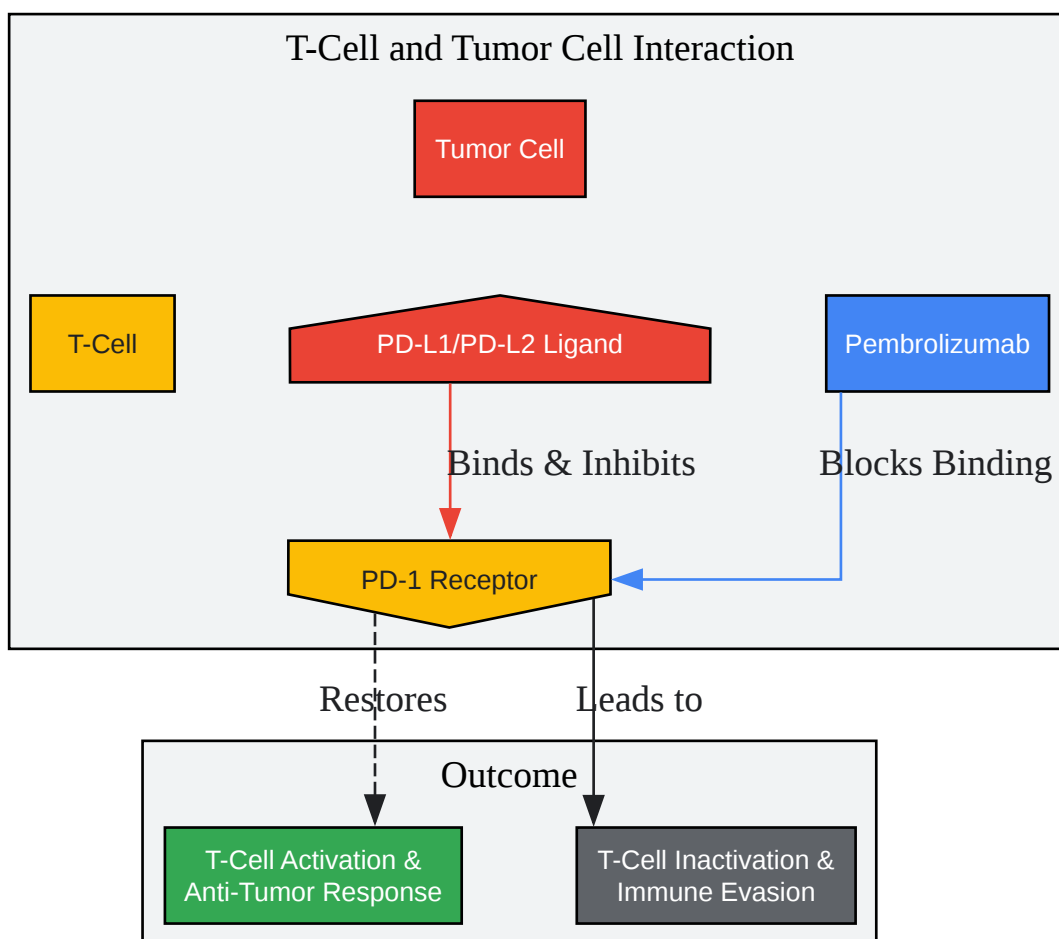 T-Cell and Tumor Cell Interaction
Tumor Cell
T-Cell
PD-L1/PD-L2 Ligand
Pembrolizumab
Binds & Inhibits
Blocks Binding
PD-1 Receptor
Restores
Leads to
Outcome
T-Cell Activation &
Anti-Tumor Response
T-Cell Inactivation &
Immune Evasion